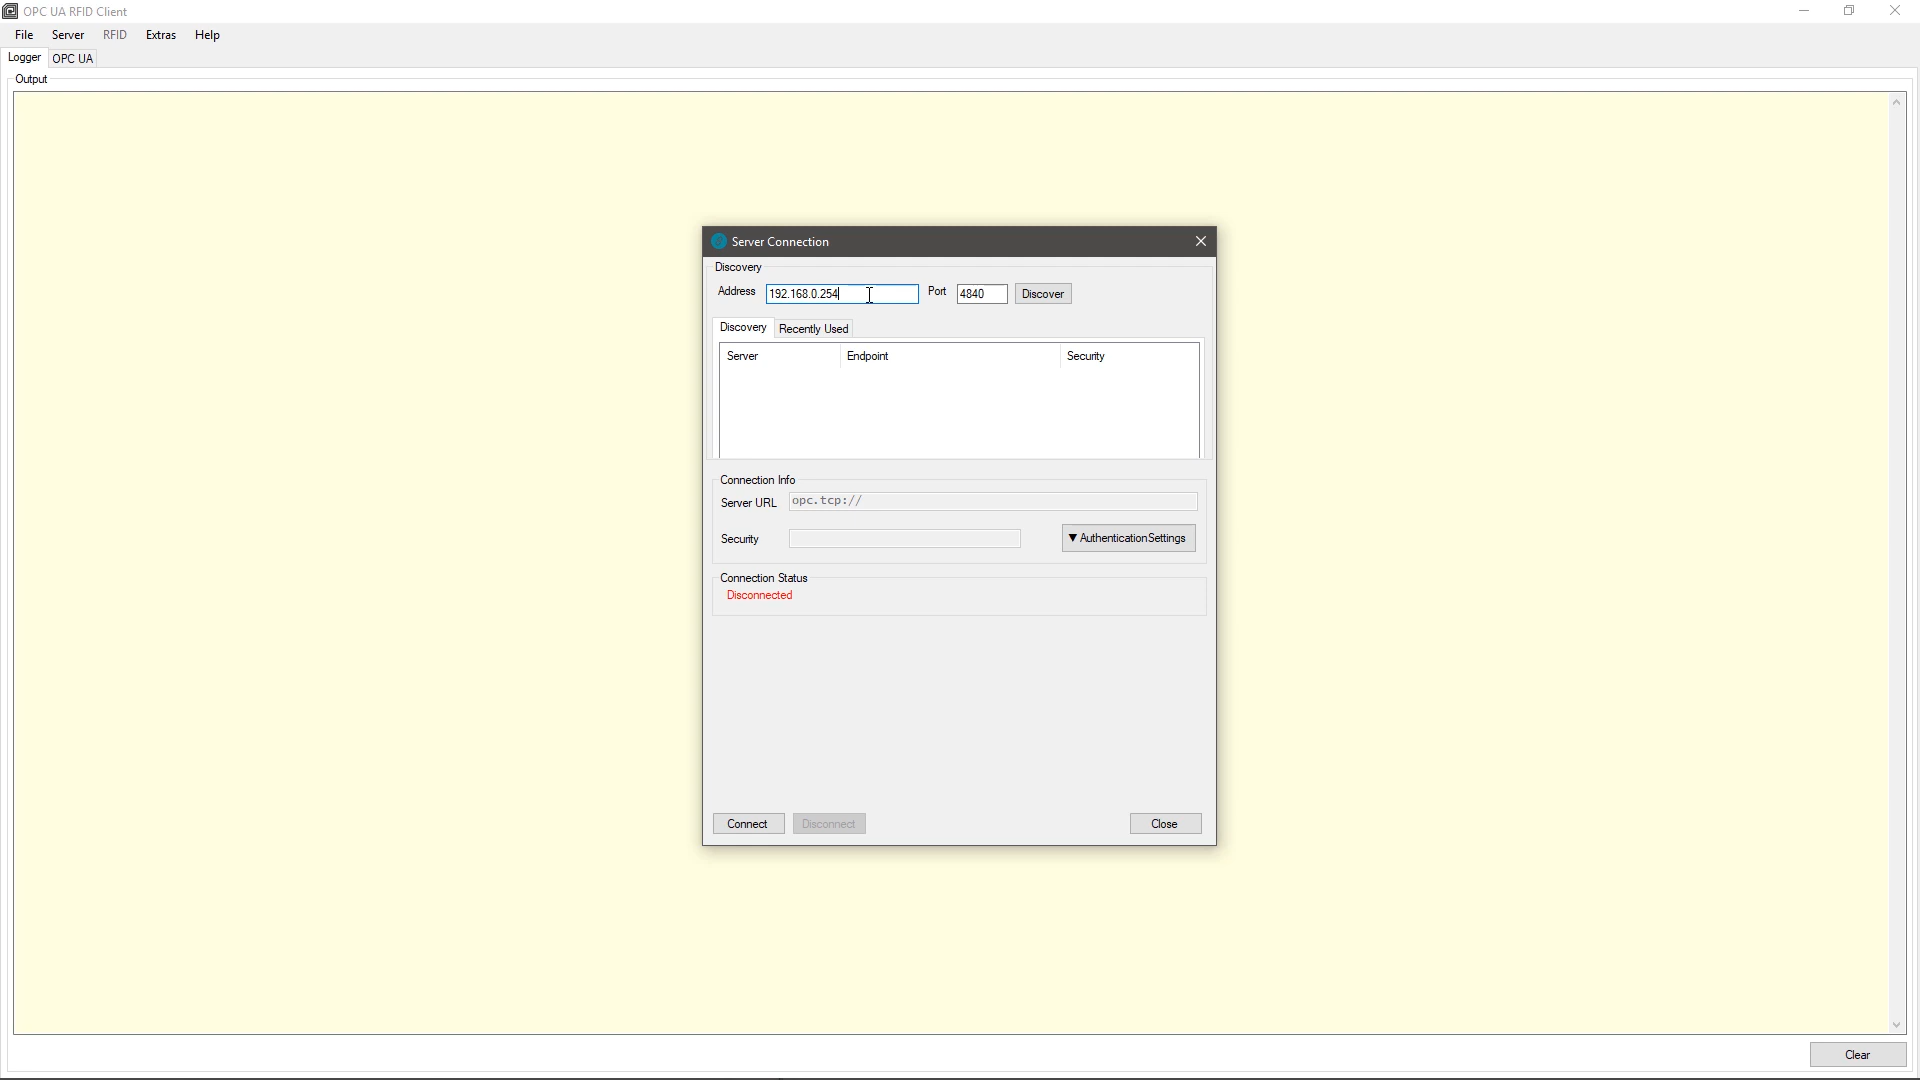 OPC UA RFID Client
File Server RFID Extras Help
Logger OPC UA
Output
Server Connection
Discovery
Address 192.168.0.254 Port 4840 Discover
Discovery Recently Used
Server Endpoint Security
Connection Info
Server URL opc.tcp://
Security ▼ AuthenticationSettings
Connection Status
Disconnected
Connect Disconnect Close
Clear